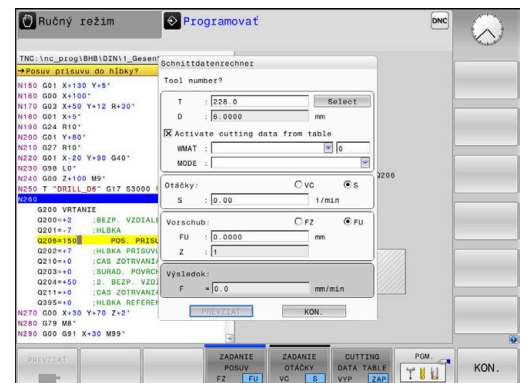 Ručný režim
Programovať
DNC
TNC:\nc_prog\BHB\DIN\1_Gesen
→Posuv prísuvu do hĺbky?
N150 G01 X+130 Y+5*
N160 G00 X+100*
N170 G03 X+50 Y+12 R+30*
N180 G01 X+5*
N190 G24 R10*
N200 G01 Y+80*
N210 G27 R10*
N220 G01 X-20 Y+90 G40*
N230 G98 L0*
N240 G00 Z+100 M9*
N250 T "DRILL_D6" G17 S3000
N260
G200 VRTANIE
Q200=+2 ;BEZP. VZDIAL
Q201=-7 ;HLBKA
Q206=150 POS. PRISU
Q202=+7 ;HLBKA PRISUVU
Q210=+0 ;CAS ZOTRVANI
Q203=+0 ;SURAD. POVRCH
Q204=+50 ;2. BEZP. VZDI
Q211=+0 ;CAS ZOTRVANI
Q395=+0 ;HLBKA REFEREN
N270 G00 X+30 Y+70 Z+2*
N280 G79 M8*
N290 G00 G91 X+30 M99*
Schnittdatenrechner
Tool number?
T : 228.0 Select
D : 6.0000 mm
Activate cutting data from table
WMAT : 0
MODE :
Otáčky: VC S
S : 0.00 1/min
Vorschub: FZ FU
FU : 0.0000 mm
Z : 1
Výsledok:
F = 0.0 mm/min
PREVZIAŤ KON.
PREVZIAŤ
ZADANIE
POSUV
FZ FU
ZADANIE
OTÁČKY
VC S
CUTTING
DATA TABLE
VYP ZAP
PGM.
KON.